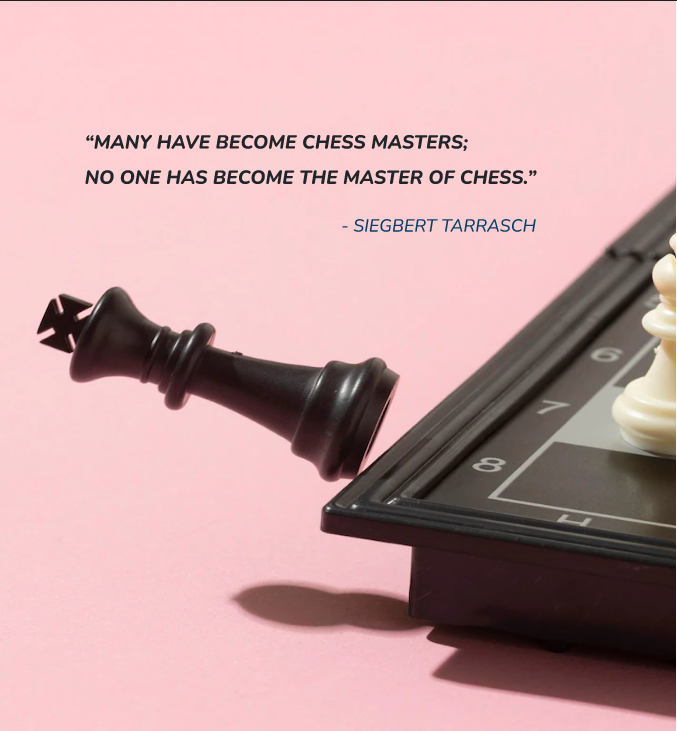 “MANY HAVE BECOME CHESS MASTERS;
NO ONE HAS BECOME THE MASTER OF CHESS.”
- SIEGBERT TARRASCH
6
7
8
H